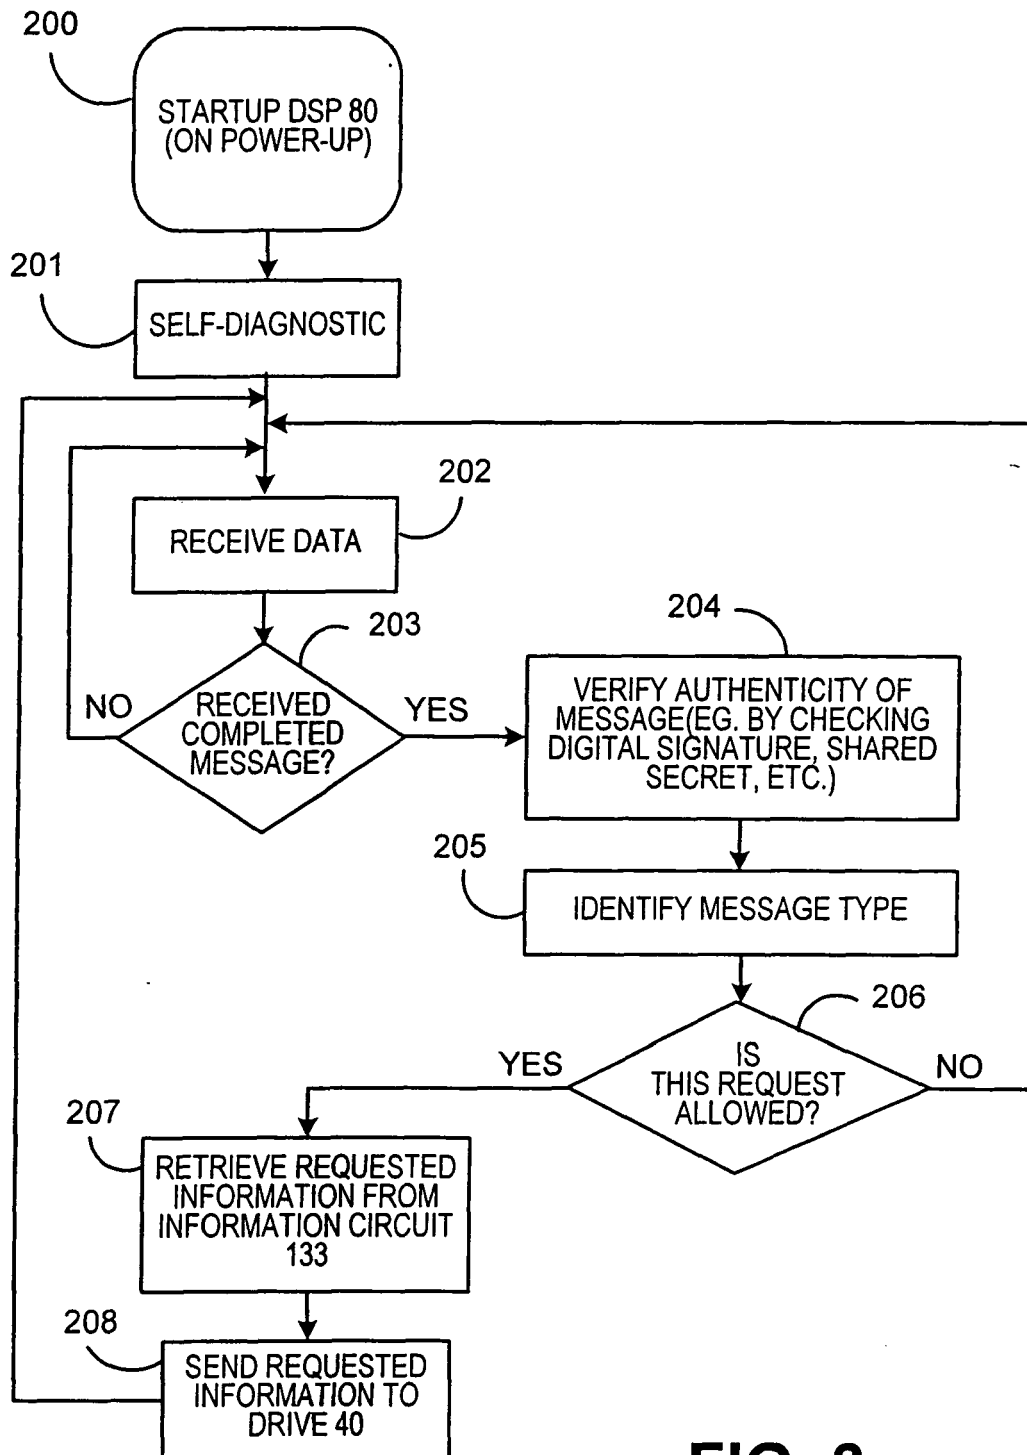 200
STARTUP DSP 80
(ON POWER-UP)
201
SELF-DIAGNOSTIC
202
RECEIVE DATA
203
RECEIVED
COMPLETED
MESSAGE?
NO
YES
204
VERIFY AUTHENTICITY OF
MESSAGE(EG. BY CHECKING
DIGITAL SIGNATURE, SHARED
SECRET, ETC.)
205
IDENTIFY MESSAGE TYPE
206
IS
THIS REQUEST
ALLOWED?
YES
NO
207
RETRIEVE REQUESTED
INFORMATION FROM
INFORMATION CIRCUIT
133
208
SEND REQUESTED
INFORMATION TO
DRIVE 40